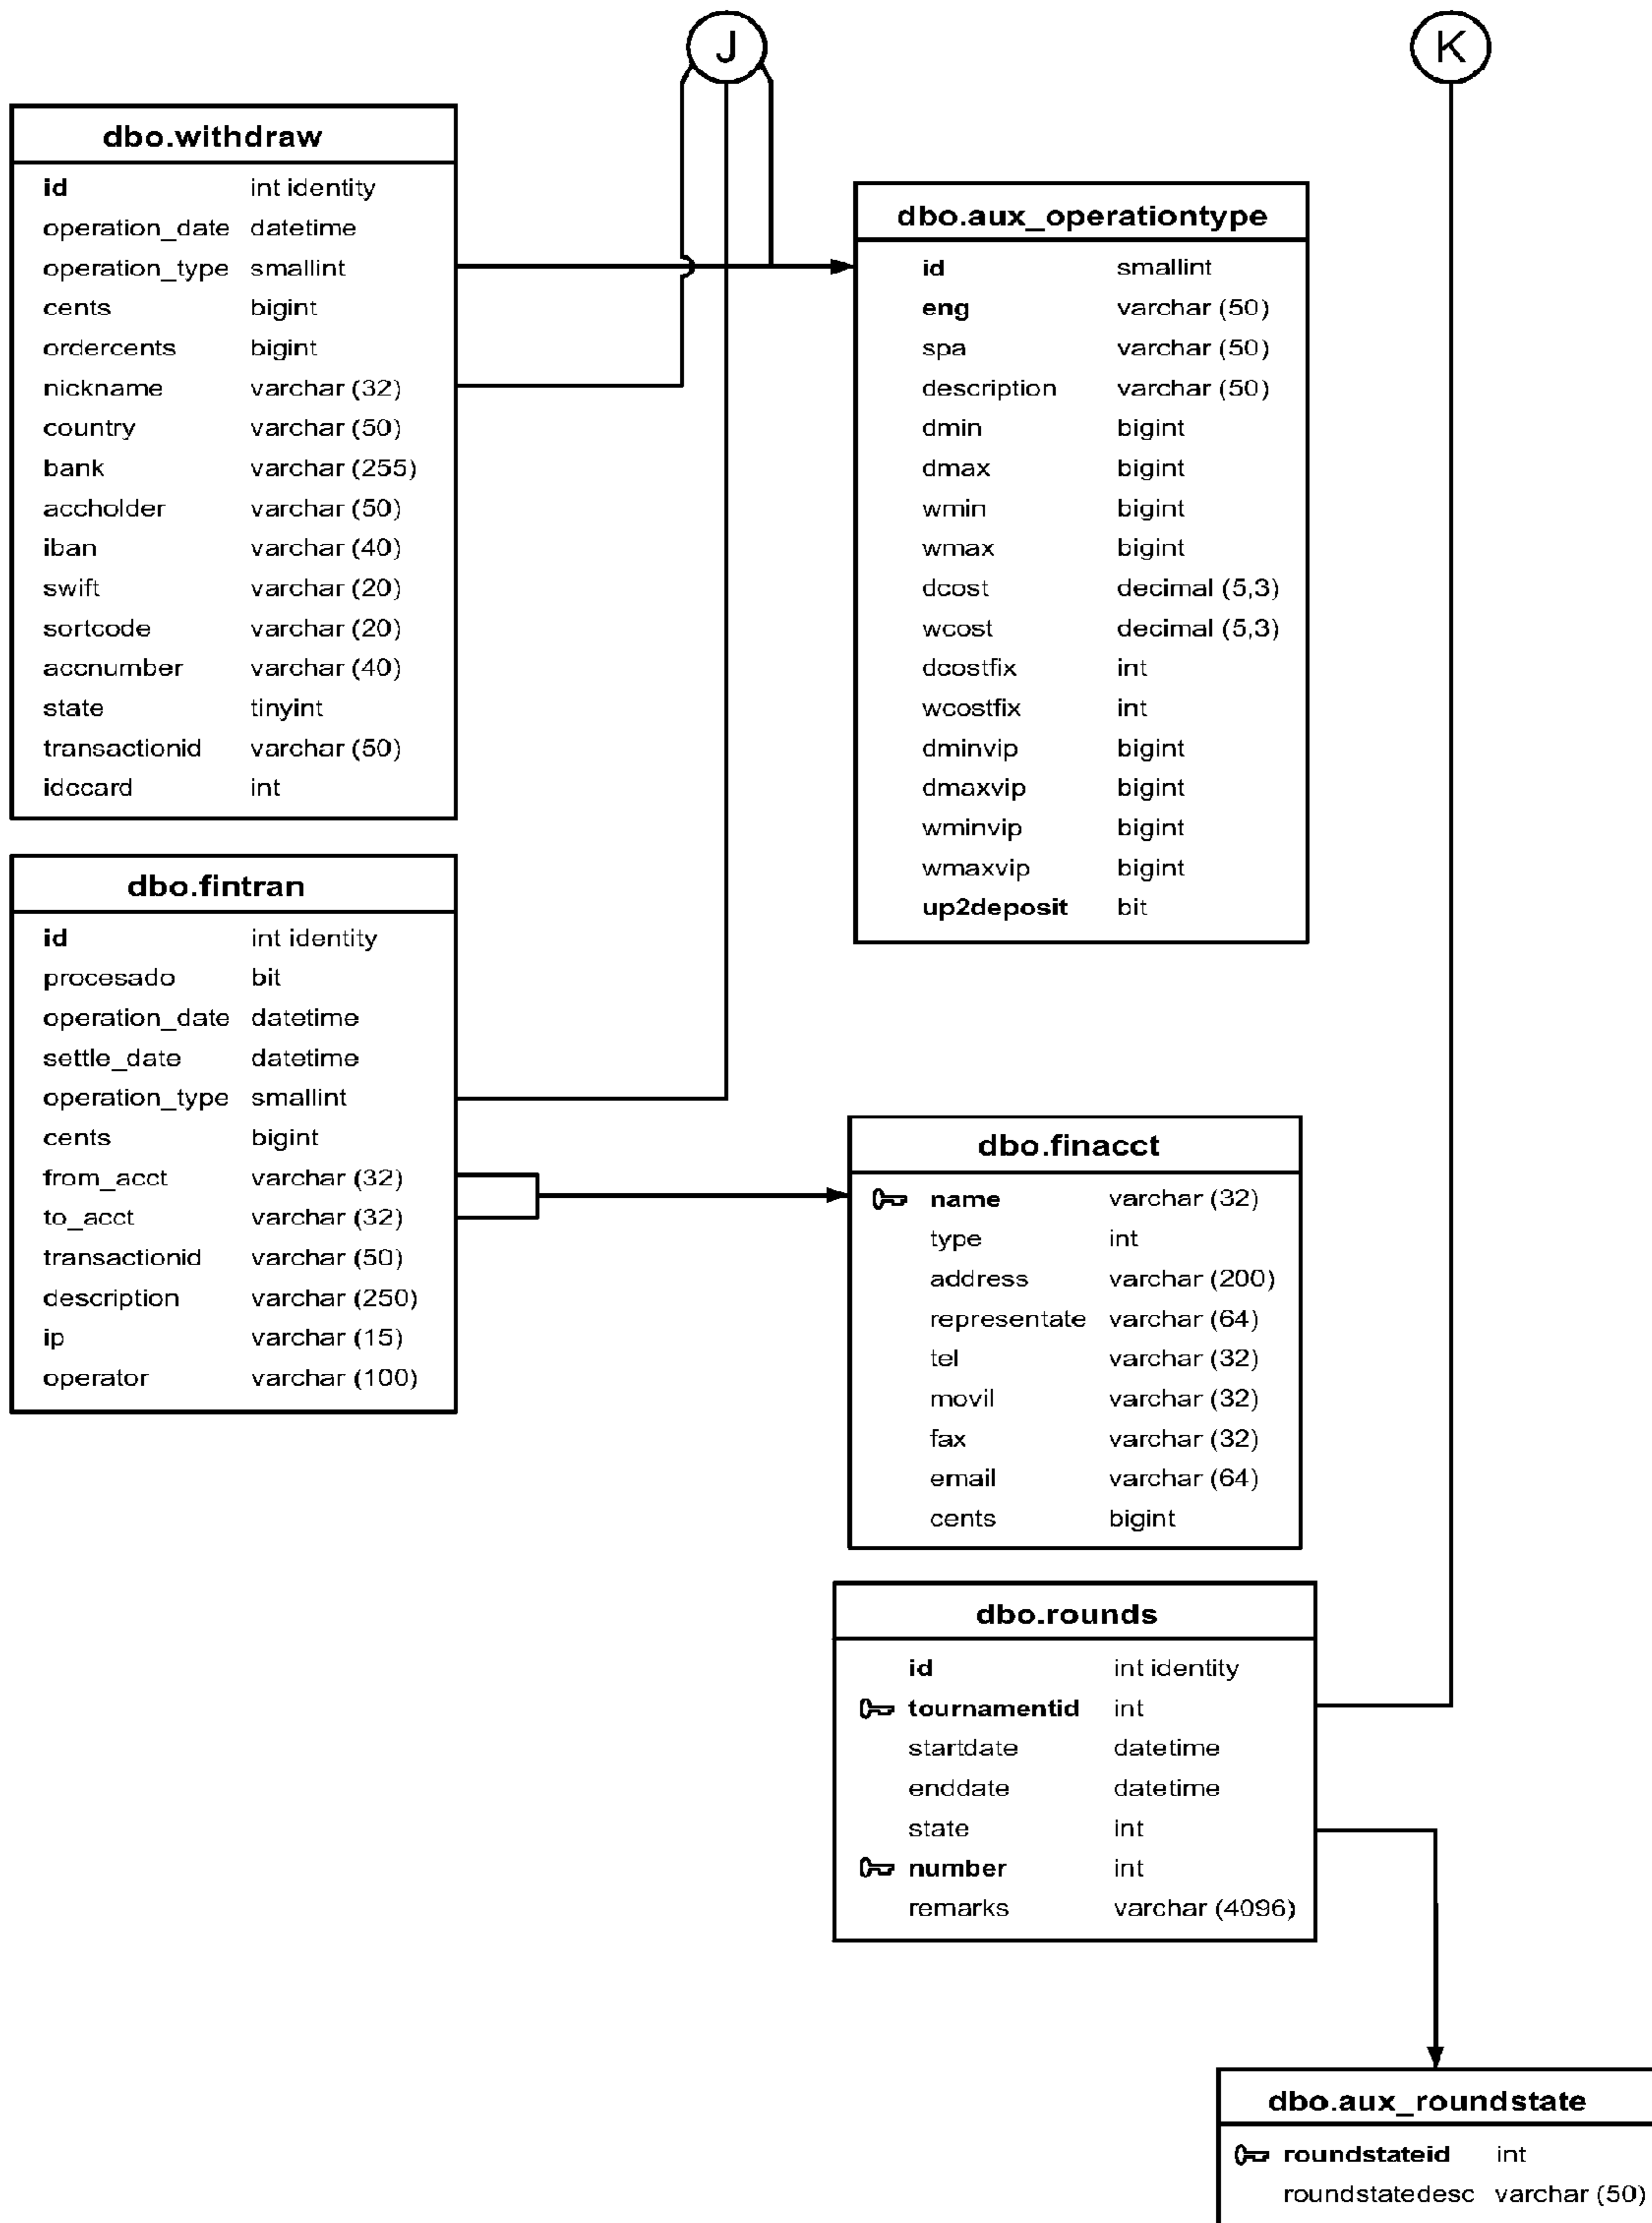 J
K
dbo.withdraw
id int identity
operation_date datetime
operation_type smallint
cents bigint
ordercents bigint
nickname varchar (32)
country varchar (50)
bank varchar (255)
accholder varchar (50)
iban varchar (40)
swift varchar (20)
sortcode varchar (20)
accnumber varchar (40)
state tinyint
transactionid varchar (50)
idccard int
dbo.aux_operationtype
id smallint
eng varchar (50)
spa varchar (50)
description varchar (50)
dmin bigint
dmax bigint
wmin bigint
wmax bigint
dcost decimal (5,3)
wcost decimal (5,3)
dcostfix int
wcostfix int
dminvip bigint
dmaxvip bigint
wminvip bigint
wmaxvip bigint
up2deposit bit
dbo.fintran
id int identity
procesado bit
operation_date datetime
settle_date datetime
operation_type smallint
cents bigint
from_acct varchar (32)
to_acct varchar (32)
transactionid varchar (50)
description varchar (250)
ip varchar (15)
operator varchar (100)
dbo.finacct
name varchar (32)
type int
address varchar (200)
representate varchar (64)
tel varchar (32)
movil varchar (32)
fax varchar (32)
email varchar (64)
cents bigint
dbo.rounds
id int identity
tournamentid int
startdate datetime
enddate datetime
state int
number int
remarks varchar (4096)
dbo.aux_roundstate
roundstateid int
roundstatedesc varchar (50)